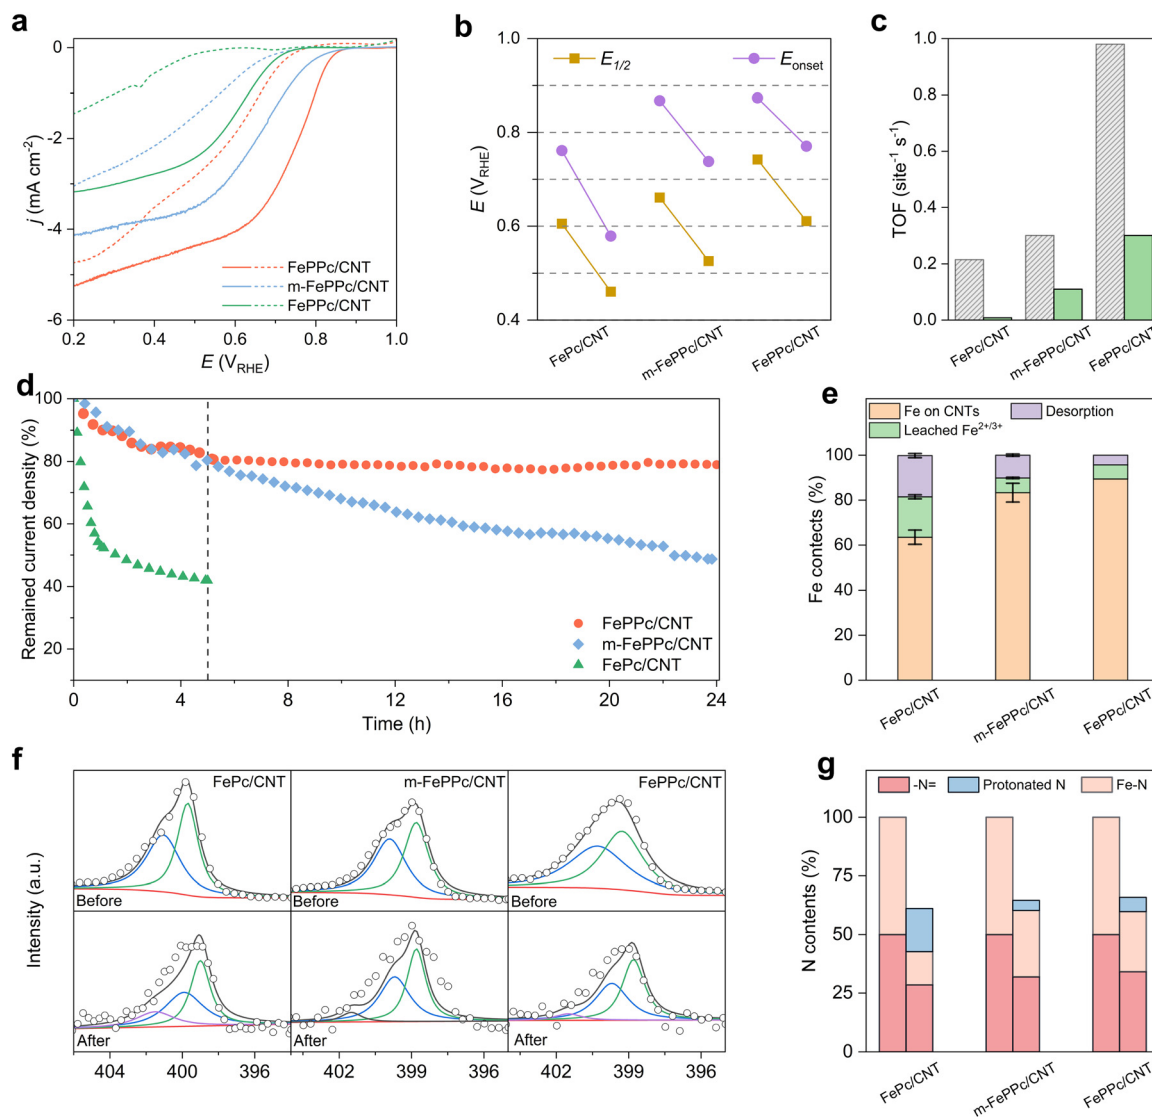 a
0
-2
-4
-6
j (mA cm-2)
0.2 0.4 0.6 0.8 1.0
E (VRHE)
FePPc/CNT
m-FePPc/CNT
FePPc/CNT
b
1.0
0.8
0.6
0.4
E (VRHE)
E1/2
Eonset
FePc/CNT
m-FePPc/CNT
FePPc/CNT
c
1.0
0.8
0.6
0.4
0.2
0.0
TOF (site-1 s-1)
FePc/CNT
m-FePPc/CNT
FePPc/CNT
d
100
80
60
40
20
Remained current density (%)
0 4 8 12 16 20 24
Time (h)
FePPc/CNT
m-FePPc/CNT
FePc/CNT
e
Fe on CNTs
Desorption
Leached Fe2+/3+
100
80
60
40
20
0
Fe contects (%)
FePc/CNT
m-FePPc/CNT
FePPc/CNT
f
FePc/CNT
m-FePPc/CNT
FePPc/CNT
Before
Before
Before
After
After
After
Intensity (a.u.)
404 400 396
402 399 396
402 399 396
g
-N=
Protonated N
Fe-N
100
75
50
25
0
N contents (%)
FePc/CNT
m-FePPc/CNT
FePPc/CNT